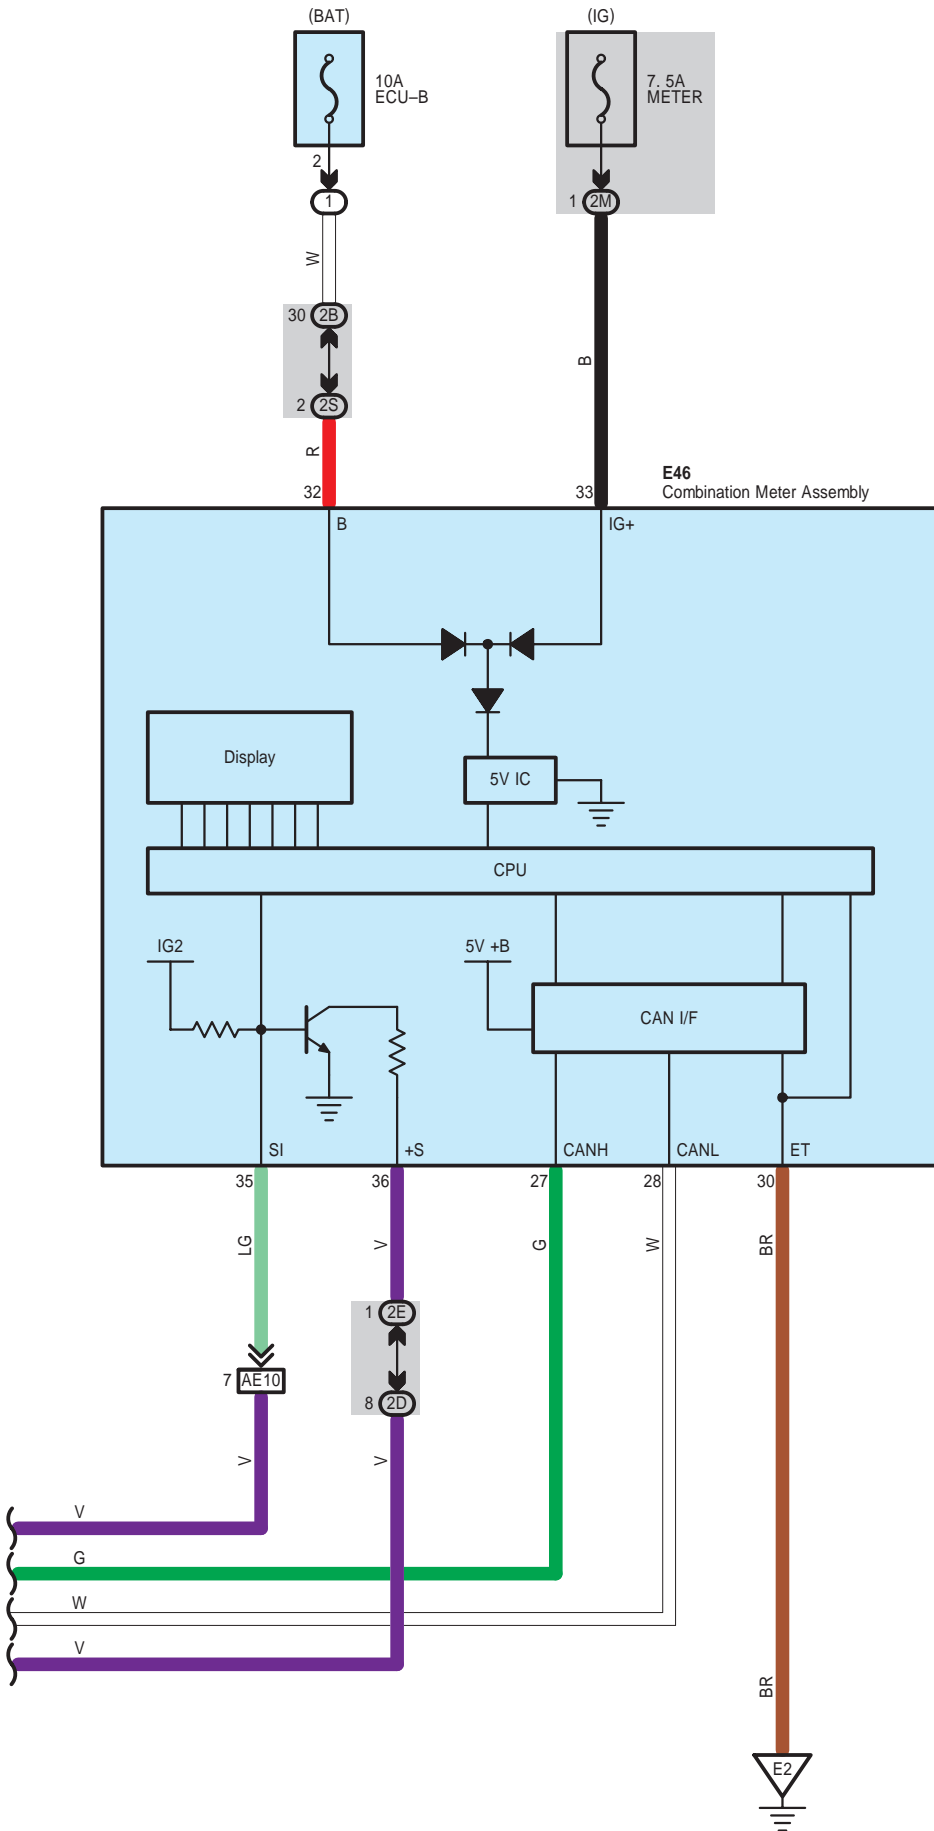 (BAT)
(IG)
10A
ECU–B
7. 5A
METER
2
1
1
2M
W
30
2B
B
2
2S
R
32
33
E46
Combination Meter Assembly
B
IG+
Display
5V IC
CPU
IG2
5V +B
CAN I/F
SI
+S
CANH
CANL
ET
35
36
27
28
30
LG
V
G
W
BR
1
2E
7
AE10
8
2D
V
V
V
G
W
V
BR
E2